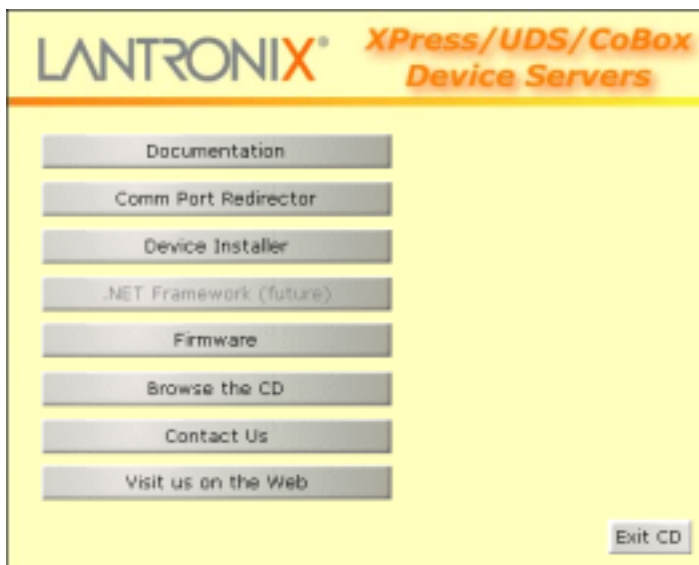 LANTRONIX®
XPress/UDS/CoBox
Device Servers
Documentation
Comm Port Redirector
Device Installer
.NET Framework (future)
Firmware
Browse the CD
Contact Us
Visit us on the Web
Exit CD